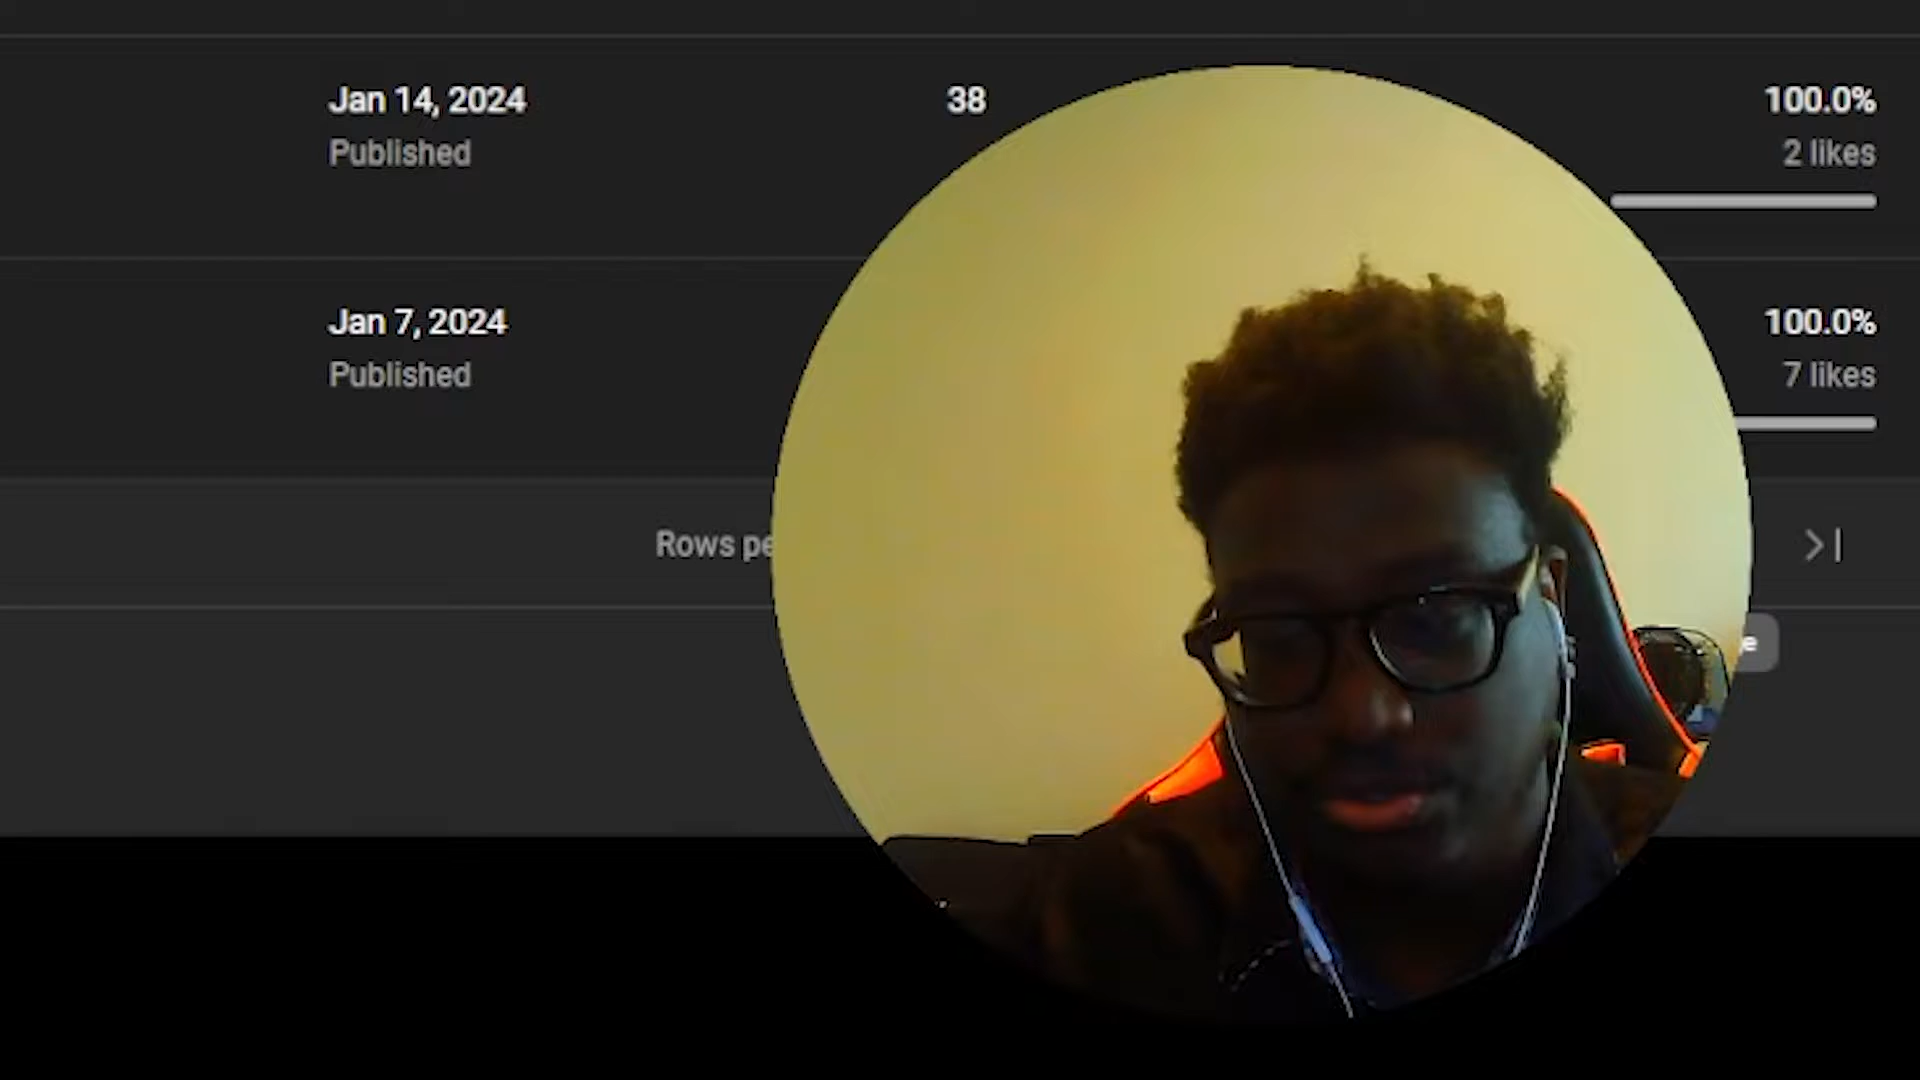 Jan 14, 2024 38 100.0%
Published 2 likes
Jan 7, 2024 100.0%
Published 7 likes
Rows pe
e